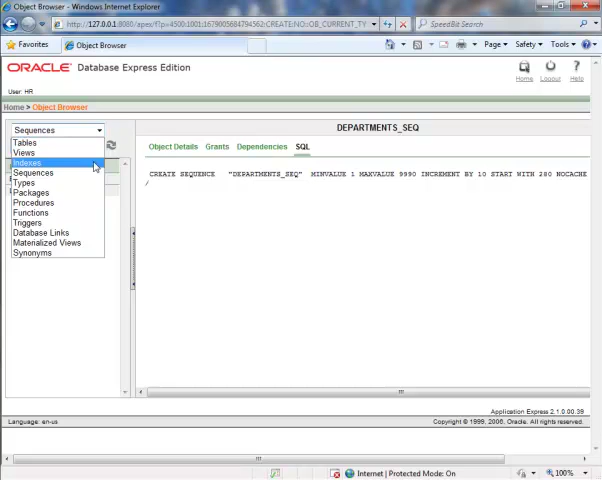 Object Browser - Windows Internet Explorer
http://127.0.0.1:8080/apex/f?p=4500:1001:1679005684794562:CREATE:NO::OB_CURRENT_TY
SpeedBit Search
Favorites
Object Browser
Page
Safety
Tools
ORACLE Database Express Edition
Home
Logout
Help
User: HR
Home > Object Browser
Sequences
Tables
Views
Indexes
Sequences
Types
Packages
Procedures
Functions
Triggers
Database Links
Materialized Views
Synonyms
DEPARTMENTS_SEQ
Object Details
Grants
Dependencies
SQL
CREATE SEQUENCE "DEPARTMENTS_SEQ" MINVALUE 1 MAXVALUE 9990 INCREMENT BY 10 START WITH 280 NOCACHE
/
Application Express 2.1.0.00.39
Language: en-us
Copyright © 1999, 2006, Oracle. All rights reserved.
Internet | Protected Mode: On
100%